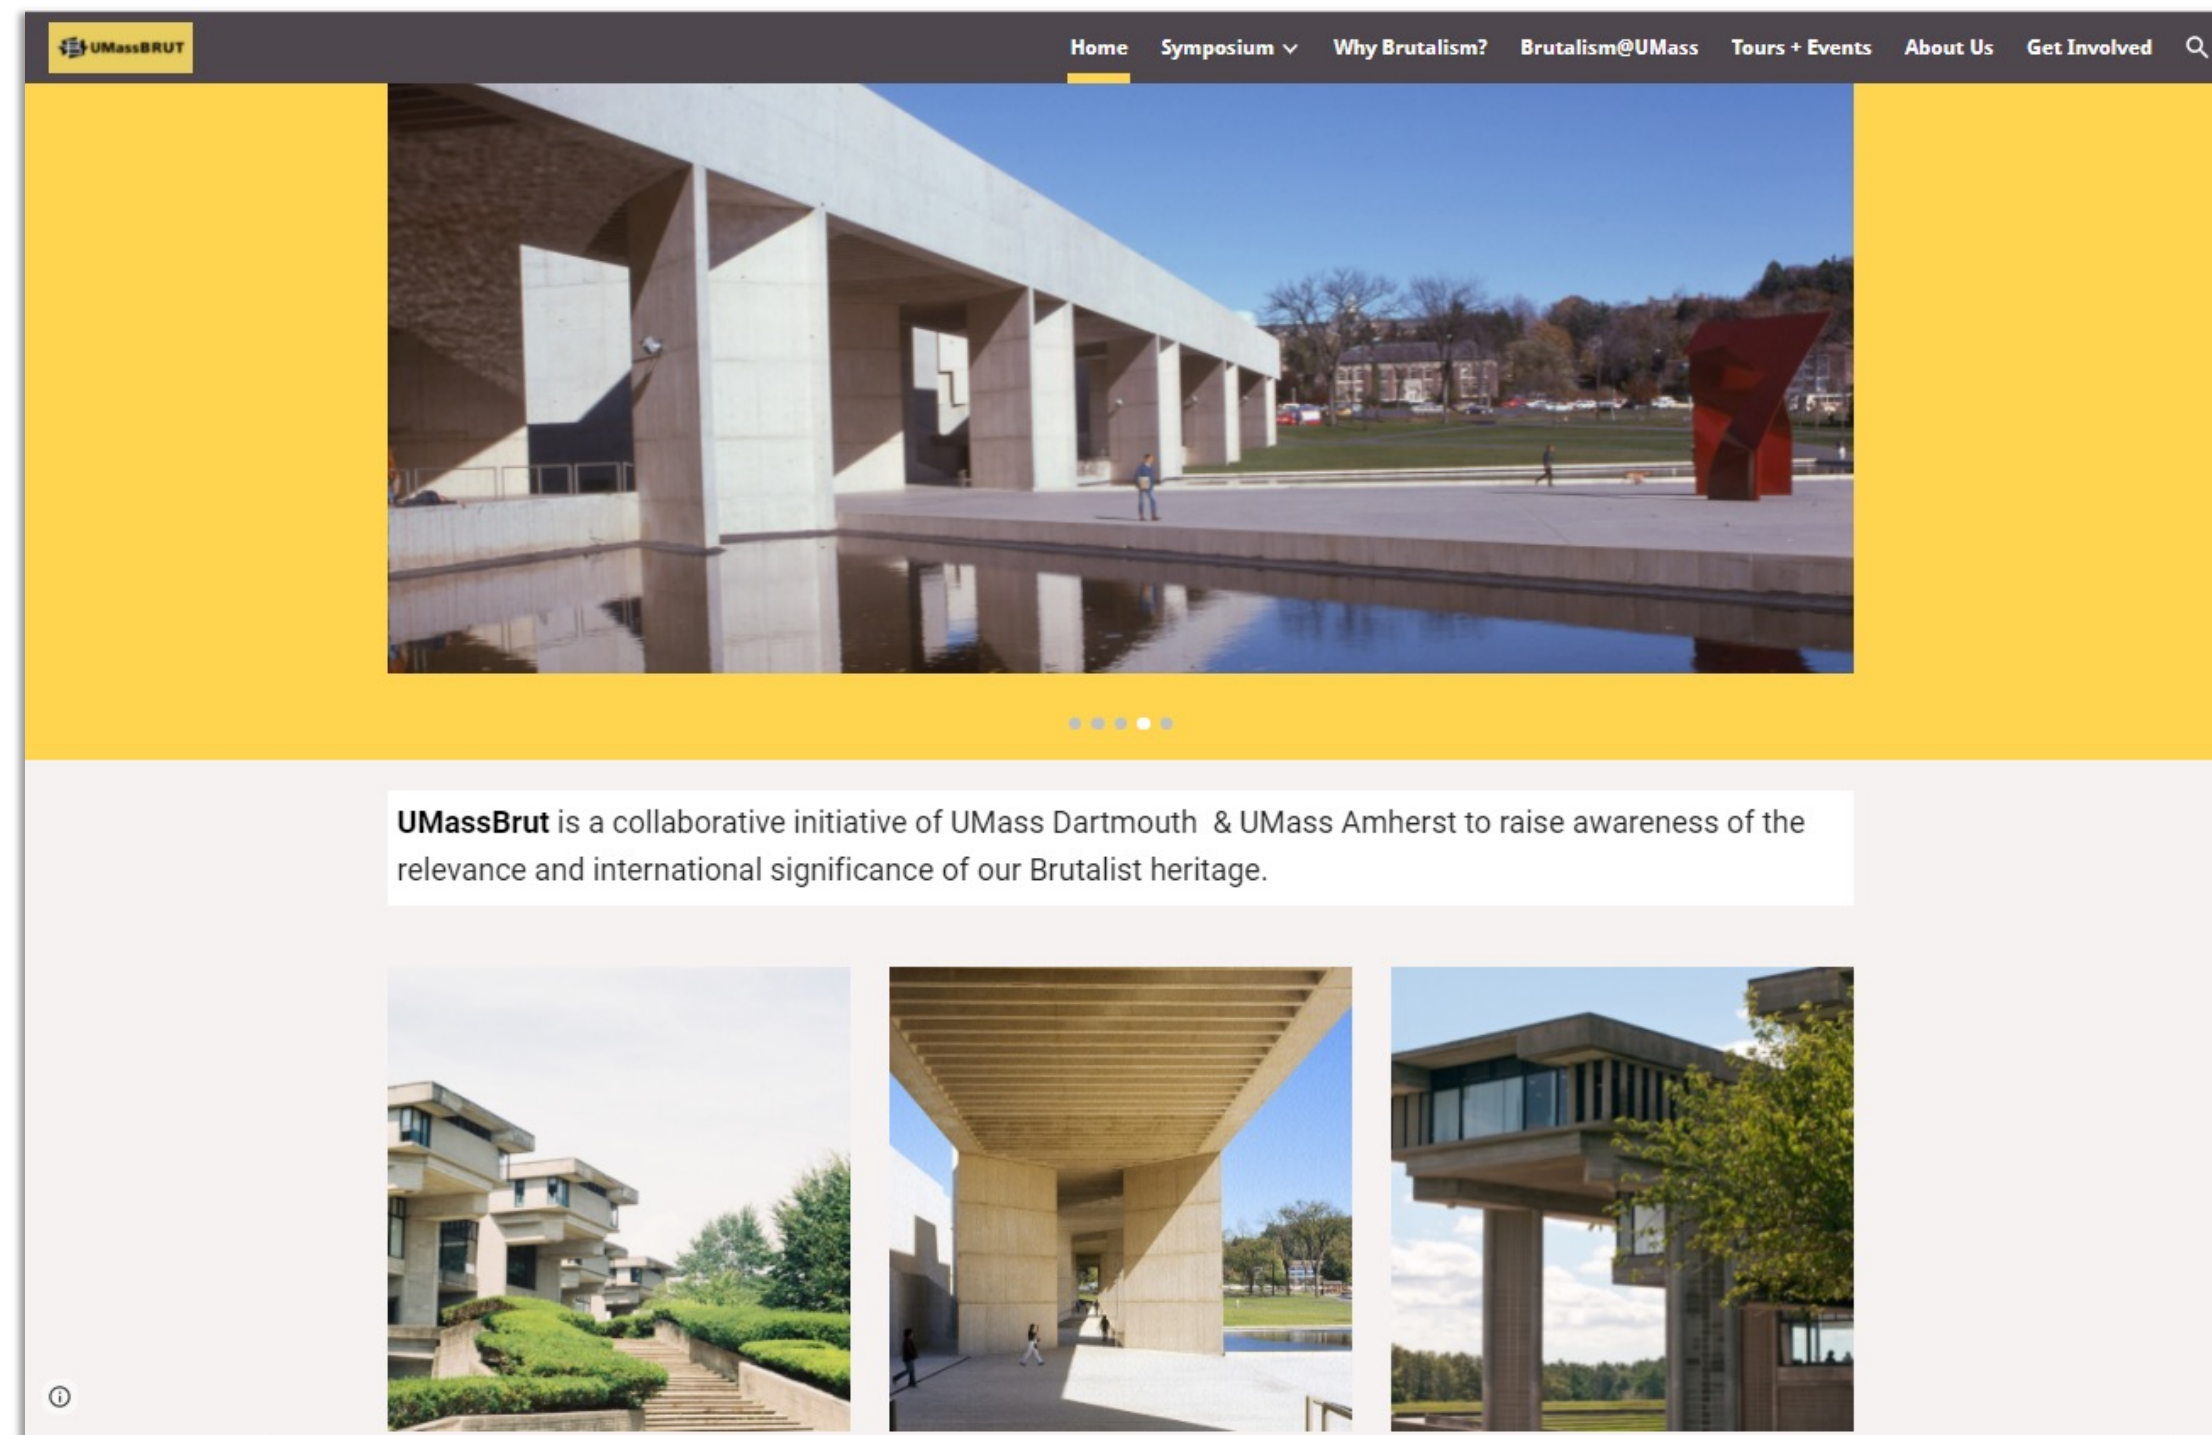 UMassBRUT
Home Symposium Why Brutalism? Brutalism@UMass Tours + Events About Us Get Involved
UMassBrut is a collaborative initiative of UMass Dartmouth & UMass Amherst to raise awareness of the
relevance and international significance of our Brutalist heritage.